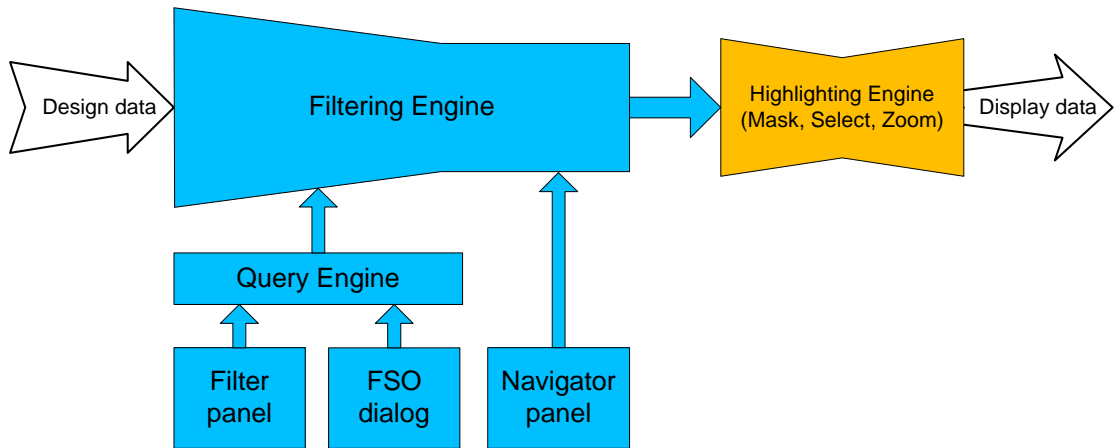 Design data
Filtering Engine
Highlighting Engine
(Mask, Select, Zoom)
Display data
Query Engine
Filter
panel
FSO
dialog
Navigator
panel